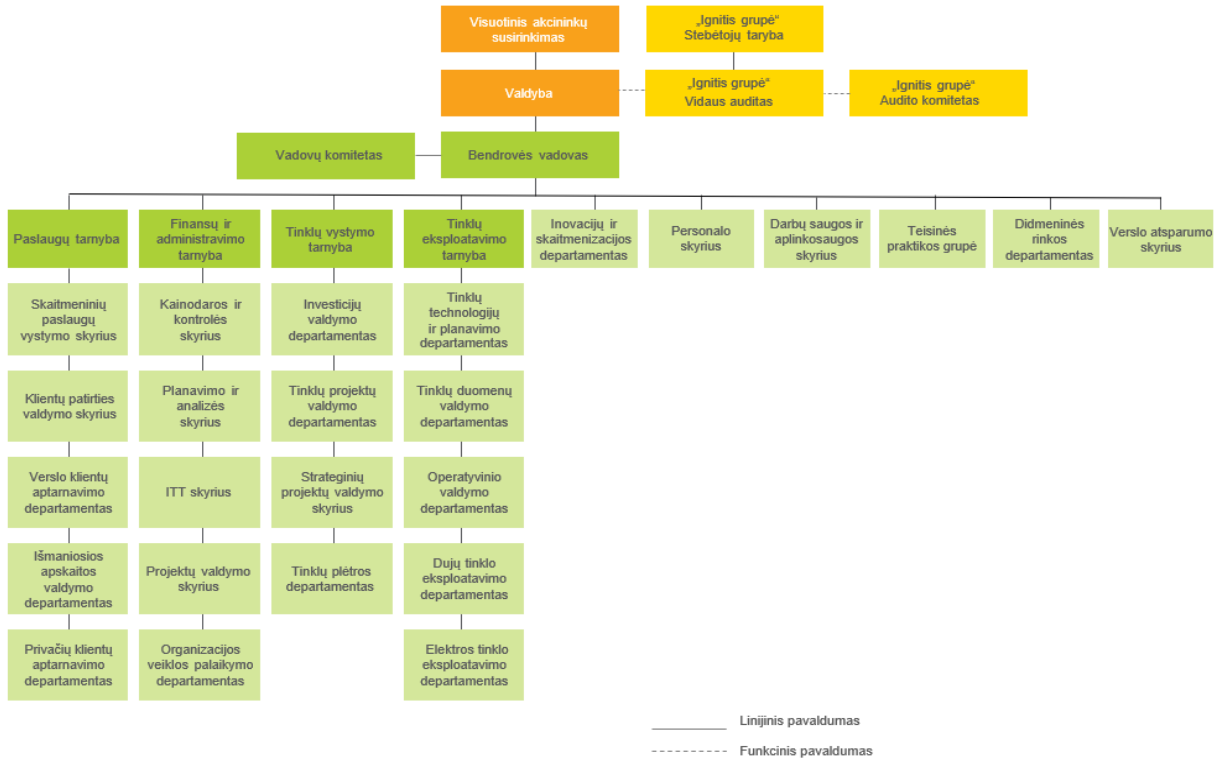 Visuotinis akcininkų
susirinkimas
„Ignitis grupė“
Stebėtojų taryba
Valdyba
„Ignitis grupė“
Vidaus auditas
„Ignitis grupė“
Audito komitetas
Vadovų komitetas
Bendrovės vadovas
Paslaugų tarnyba
Finansų ir
administravimo
tarnyba
Tinklų vystymo
tarnyba
Tinklų
eksploatavimo
tarnyba
Inovacijų ir
skaitmenizacijos
departamentas
Personalo
skyrius
Darbų saugos ir
aplinkosaugos
skyrius
Teisinės
praktikos grupė
Didmeninės
rinkos
departamentas
Verslo atsparumo
skyrius
Skaitmeninių
paslaugų
vystymo skyrius
Kainodaros ir
kontrolės
skyrius
Investicijų
valdymo
departamentas
Tinklų
technologijų
ir planavimo
departamentas
Klientų patirties
valdymo skyrius
Planavimo ir
analizės
skyrius
Tinklų projektų
valdymo
departamentas
Tinklų duomenų
valdymo
departamentas
Verslo klientų
aptarnavimo
departamentas
ITT skyrius
Strateginių
projektų valdymo
skyrius
Operatyvinio
valdymo
departamentas
Išmaniosios
apskaitos
valdymo
departamentas
Projektų valdymo
skyrius
Tinklų plėtros
departamentas
Dujų tinklo
eksploatavimo
departamentas
Privačių klientų
aptarnavimo
departamentas
Organizacijos
veiklos palaikymo
departamentas
Elektros tinklo
eksploatavimo
departamentas
Linijinis pavaldumas
Funkcinis pavaldumas